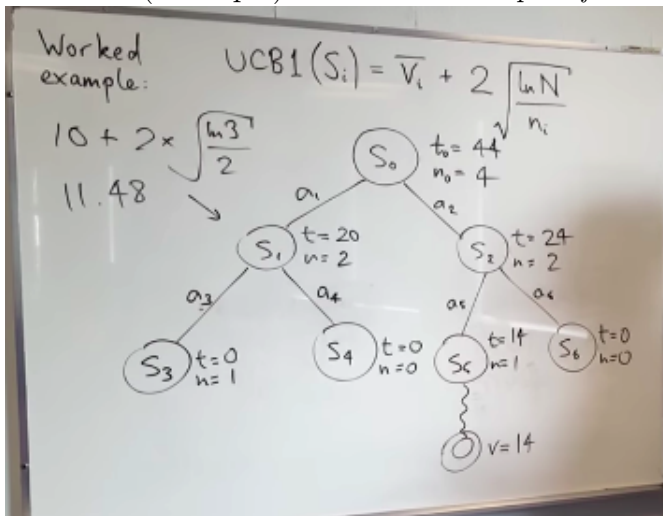 Worked
example:
UCB1(Sᵢ) = V̅ᵢ + 2 √(ln N / nᵢ)
10 + 2 × √(ln 3 / 2)
11.48
S₀
t₀ = 44
n₀ = 4
a₁
a₂
S₁
t = 20
n = 2
S₂
t = 24
n = 2
a₃
a₄
a₅
a₆
S₃
t = 0
n = 1
S₄
t = 0
n = 0
S₅
t = 14
n = 1
S₆
t = 0
n = 0
v = 14